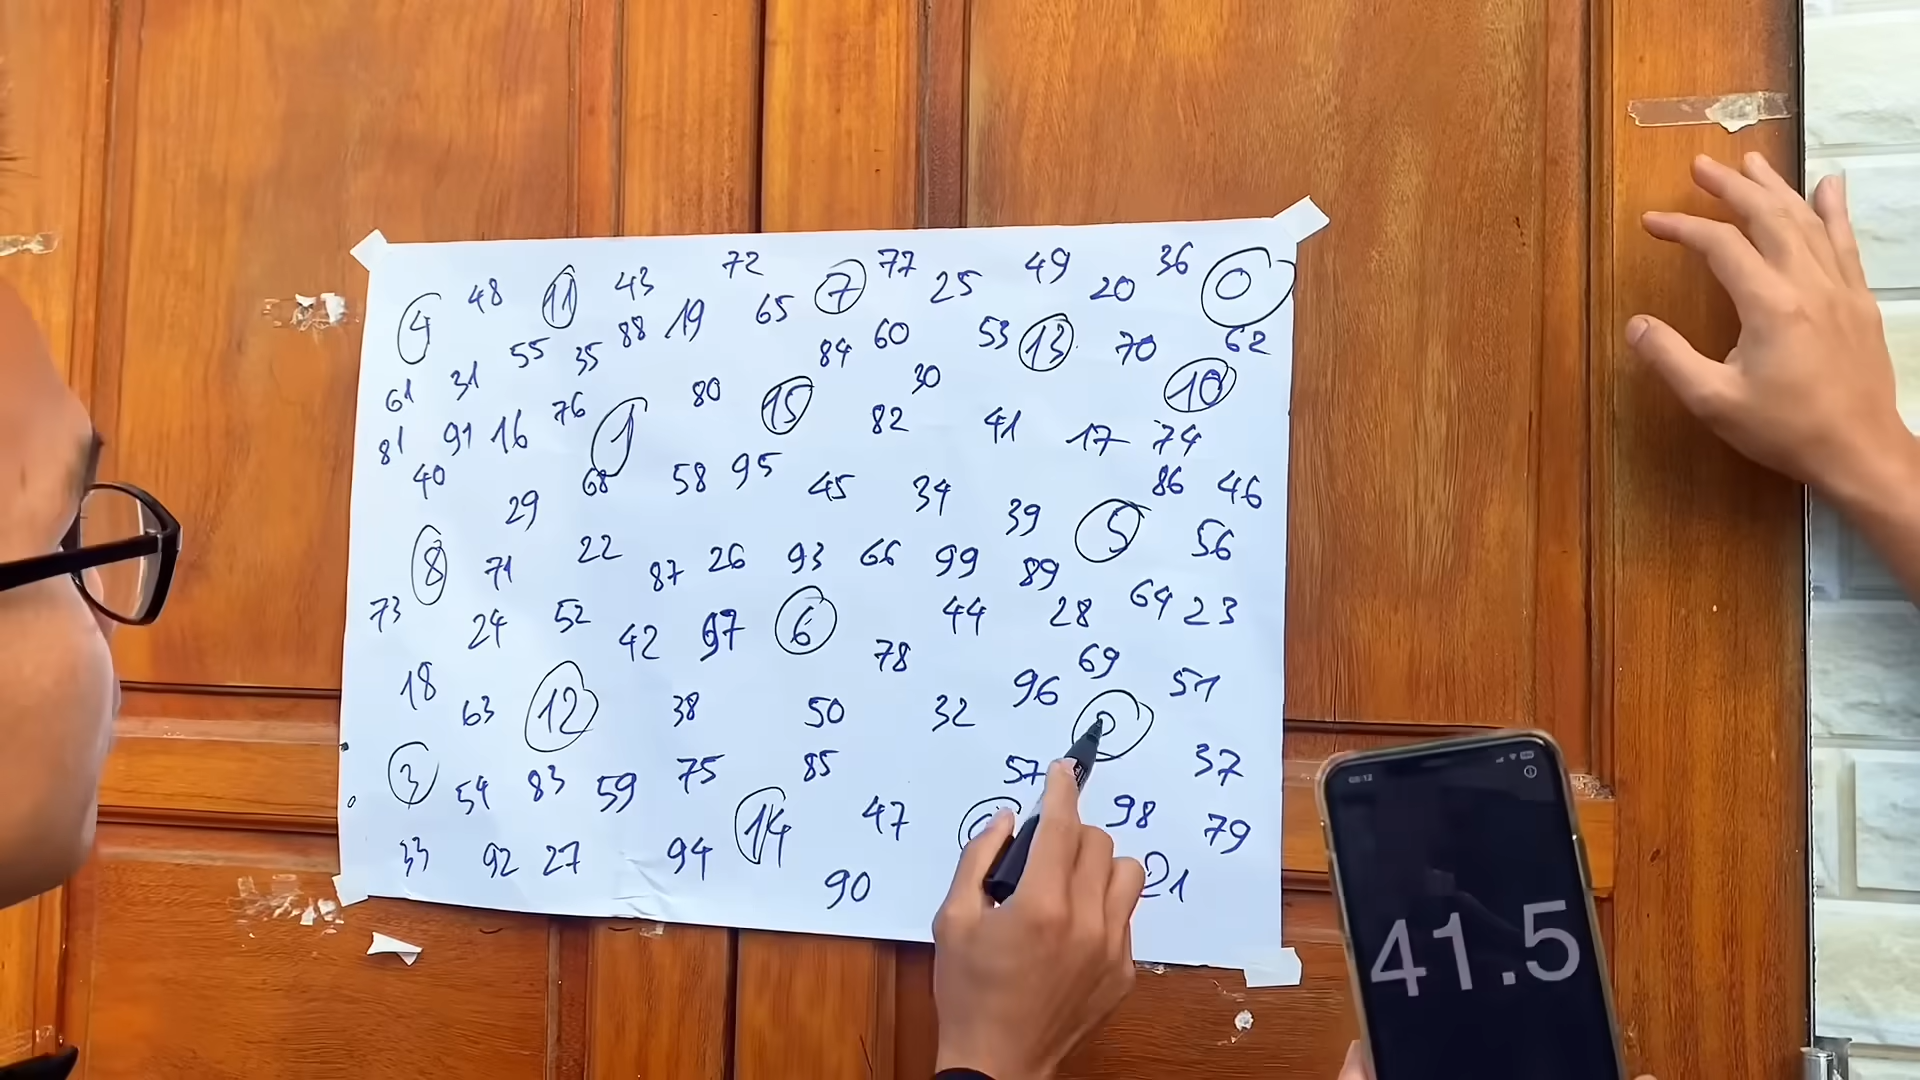 72 77 49 36
48 11 43 7 25 20 0
4 19 65
55 35 88 84 60 53 13 70 62
61 31 80 15 30 10
81 91 16 76 1 82 41 17 74
40 29 68 58 95 45 34 39 86 46
8 71 22 87 26 93 66 99 89 5 56
73 24 52 42 97 6 44 28 64 23
78 69
18 63 12 38 50 32 96 51
3 54 83 59 75 85 57 37
33 92 27 94 14 47 98 79
90 21
08:12
41.5